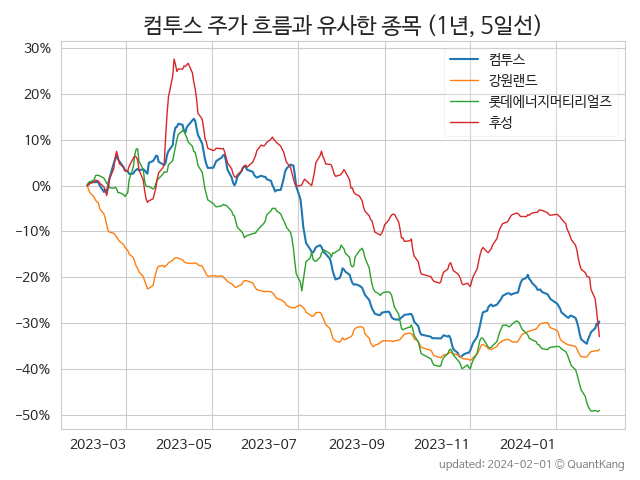 컴투스 주가 흐름과 유사한 종목 (1년, 5일선)
30%
20%
10%
0%
−10%
−20%
−30%
−40%
−50%
컴투스
강원랜드
롯데에너지머티리얼즈
후성
2023-03
2023-05
2023-07
2023-09
2023-11
2024-01
updated: 2024-02-01 © QuantKang